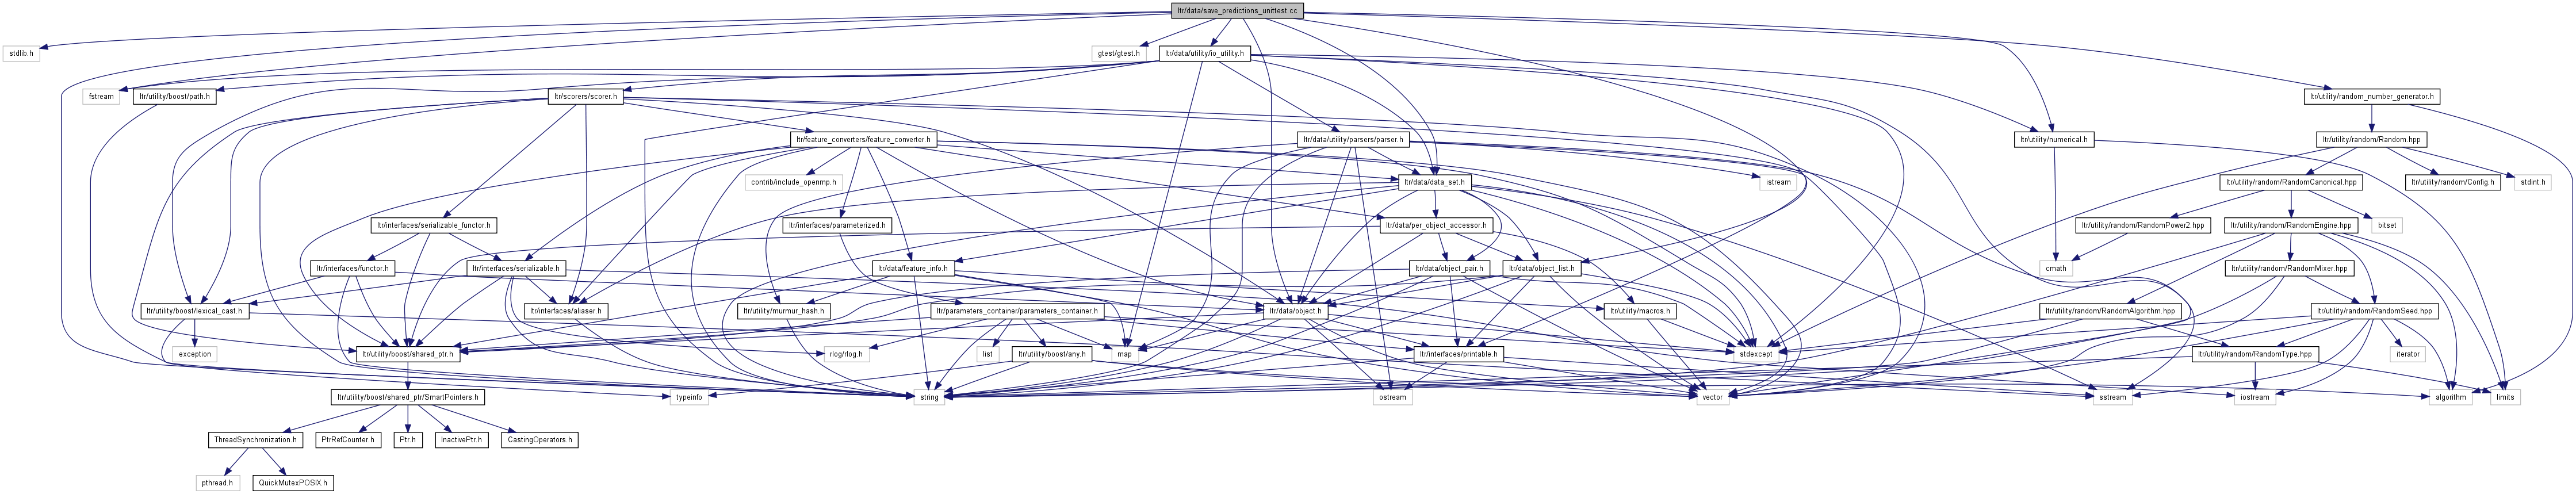 ltr/data/save_predictions_unittest.cc
stdlib.h
gtest/gtest.h
ltr/data/utility/io_utility.h
fstream
ltr/utility/boost/path.h
ltr/scorers/scorer.h
ltr/utility/random_number_generator.h
ltr/feature_converters/feature_converter.h
ltr/data/utility/parsers/parser.h
ltr/utility/numerical.h
ltr/utility/random/Random.hpp
contrib/include_openmp.h
ltr/data/data_set.h
istream
ltr/utility/random/RandomCanonical.hpp
ltr/utility/random/Config.h
stdint.h
ltr/interfaces/serializable_functor.h
ltr/interfaces/parameterized.h
ltr/data/per_object_accessor.h
ltr/utility/random/RandomPower2.hpp
ltr/utility/random/RandomEngine.hpp
bitset
ltr/interfaces/functor.h
ltr/interfaces/serializable.h
ltr/data/feature_info.h
ltr/data/object_pair.h
ltr/data/object_list.h
cmath
ltr/utility/random/RandomMixer.hpp
ltr/utility/boost/lexical_cast.h
ltr/interfaces/aliaser.h
ltr/utility/murmur_hash.h
ltr/parameters_container/parameters_container.h
ltr/data/object.h
ltr/utility/macros.h
ltr/utility/random/RandomAlgorithm.hpp
ltr/utility/random/RandomSeed.hpp
exception
ltr/utility/boost/shared_ptr.h
rlog/rlog.h
list
ltr/utility/boost/any.h
map
ltr/interfaces/printable.h
stdexcept
ltr/utility/random/RandomType.hpp
iterator
ltr/utility/boost/shared_ptr/SmartPointers.h
typeinfo
string
ostream
vector
sstream
iostream
algorithm
limits
ThreadSynchronization.h
PtrRefCounter.h
Ptr.h
InactivePtr.h
CastingOperators.h
pthread.h
QuickMutexPOSIX.h